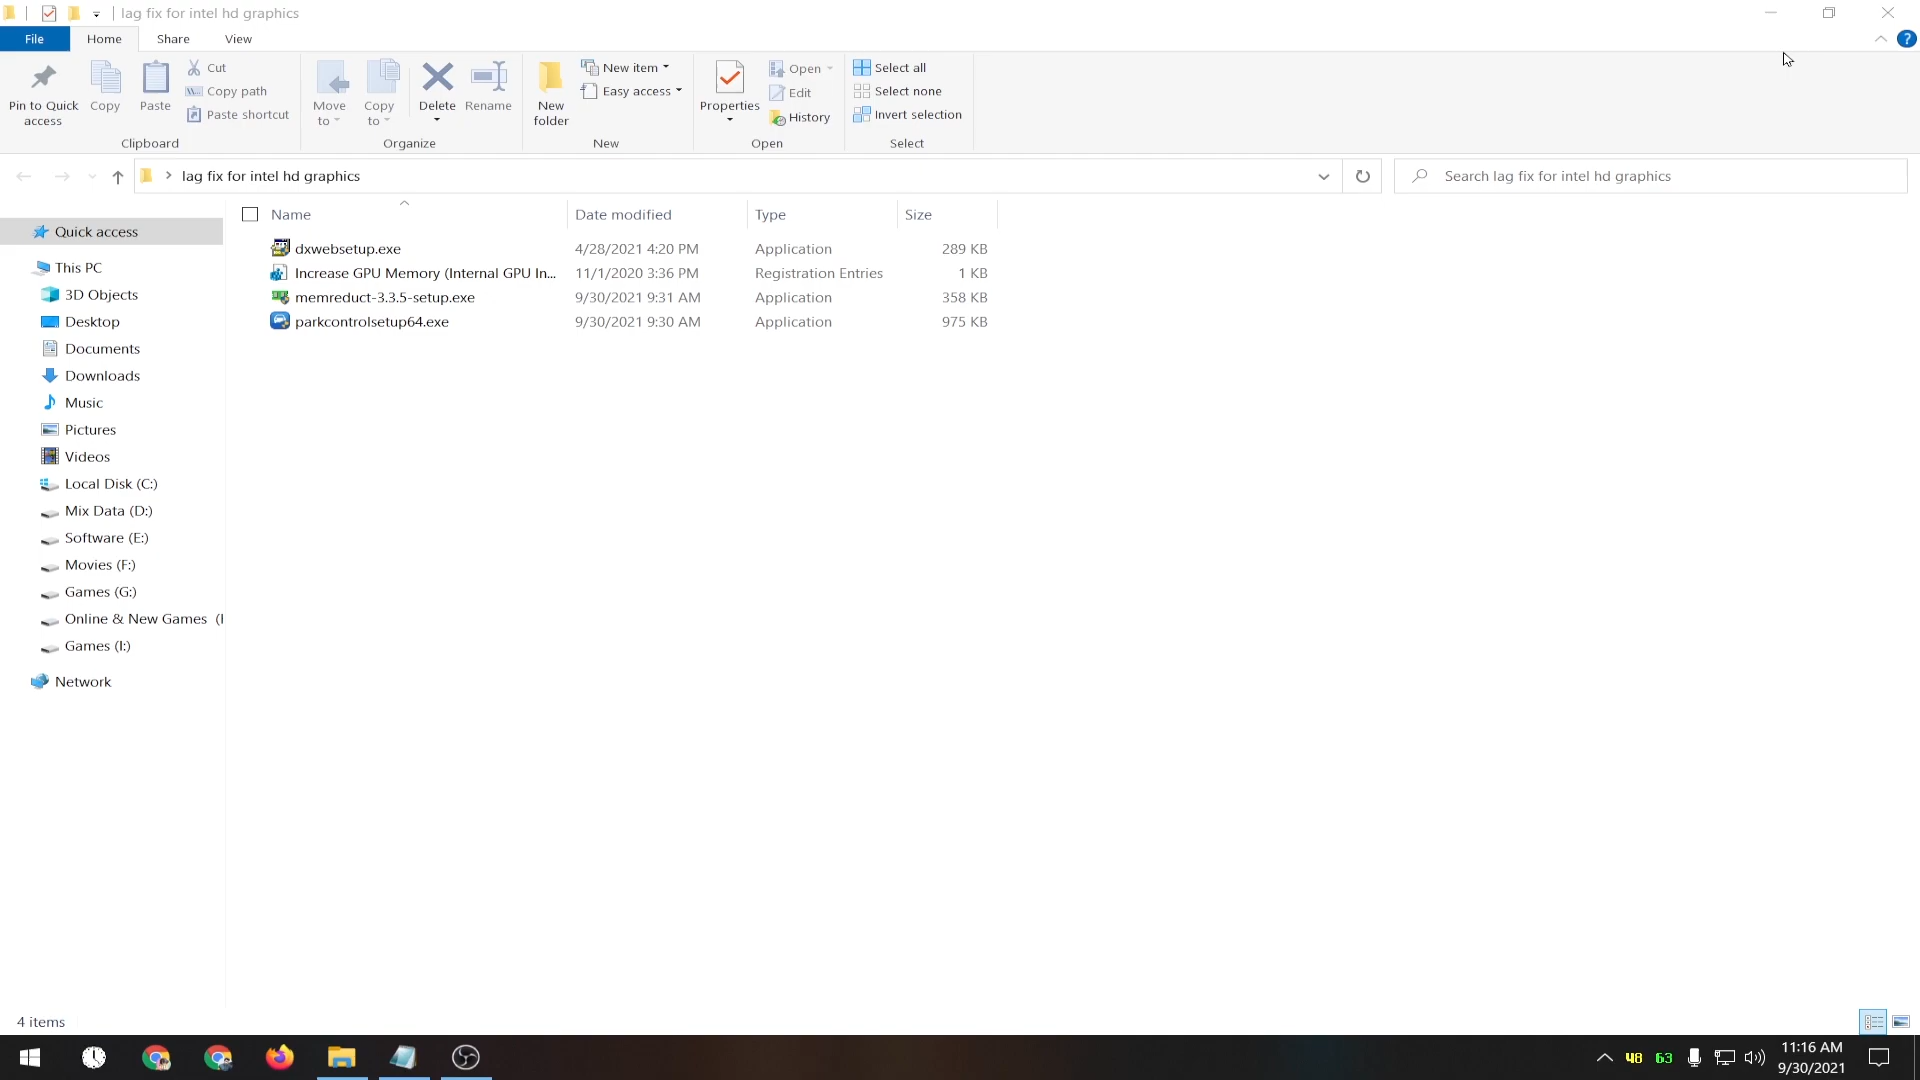 lag fix for intel hd graphics
File Home Share View
Pin to Quick access
Copy
Paste
Cut
Copy path
Paste shortcut
Clipboard
Move to
Copy to
Delete
Rename
Organize
New folder
New item
Easy access
New
Properties
Open
Edit
History
Open
Select all
Select none
Invert selection
Select
lag fix for intel hd graphics
Search lag fix for intel hd graphics
Name Date modified Type Size
dxwebsetup.exe 4/28/2021 4:20 PM Application 289 KB
Increase GPU Memory (Internal GPU In... 11/1/2020 3:36 PM Registration Entries 1 KB
memreduct-3.3.5-setup.exe 9/30/2021 9:31 AM Application 358 KB
parkcontrolsetup64.exe 9/30/2021 9:30 AM Application 975 KB
Quick access
This PC
3D Objects
Desktop
Documents
Downloads
Music
Pictures
Videos
Local Disk (C:)
Mix Data (D:)
Software (E:)
Movies (F:)
Games (G:)
Online & New Games (
Games (I:)
Network
4 items
48 63
11:16 AM
9/30/2021